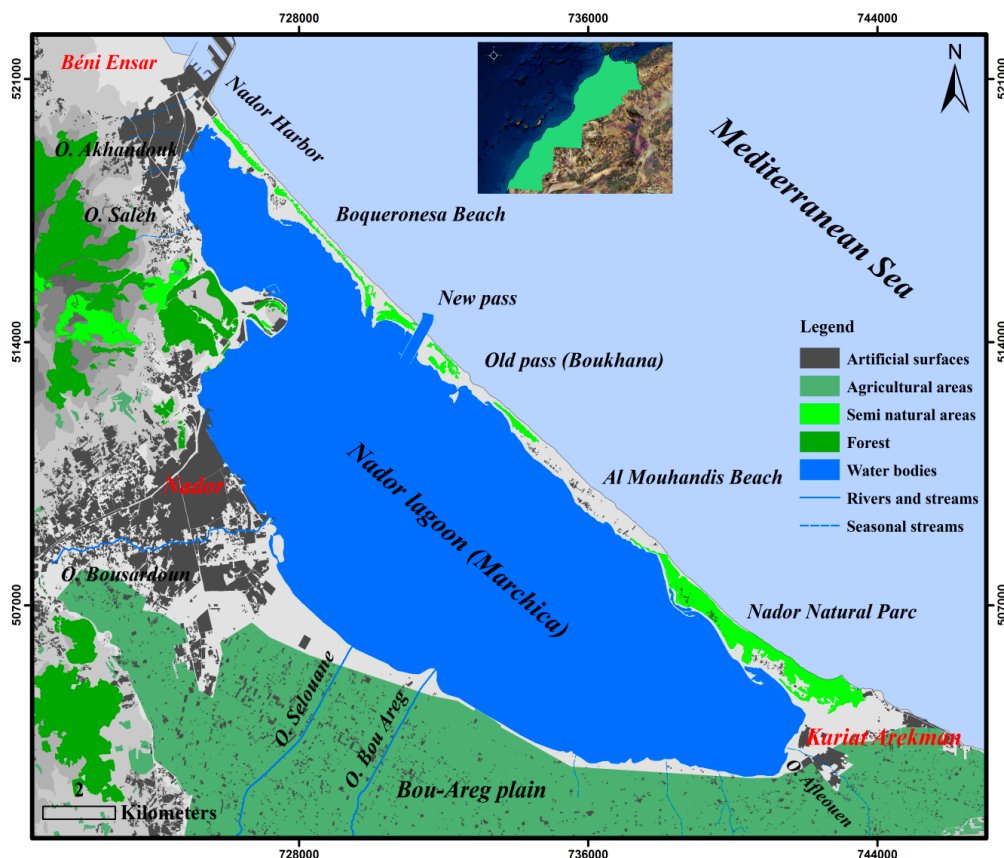 728000
736000
744000
521000
521000
Béni Ensar
Nador Harbor
N
O. Akhandouk
Mediterranean Sea
O. Saleh
Boqueronesa Beach
New pass
Legend
514000
514000
Old pass (Boukhana)
Artificial surfaces
Agricultural areas
Semi natural areas
Forest
Water bodies
Rivers and streams
Seasonal streams
Nador
Nador lagoon (Marchica)
Al Mouhandis Beach
O. Bousardoun
507000
507000
Nador Natural Parc
O. Selouane
O. Bou Areg
Kariat Arekman
O. Afleouen
Bou-Areg plain
2
Kilometers
728000
736000
744000